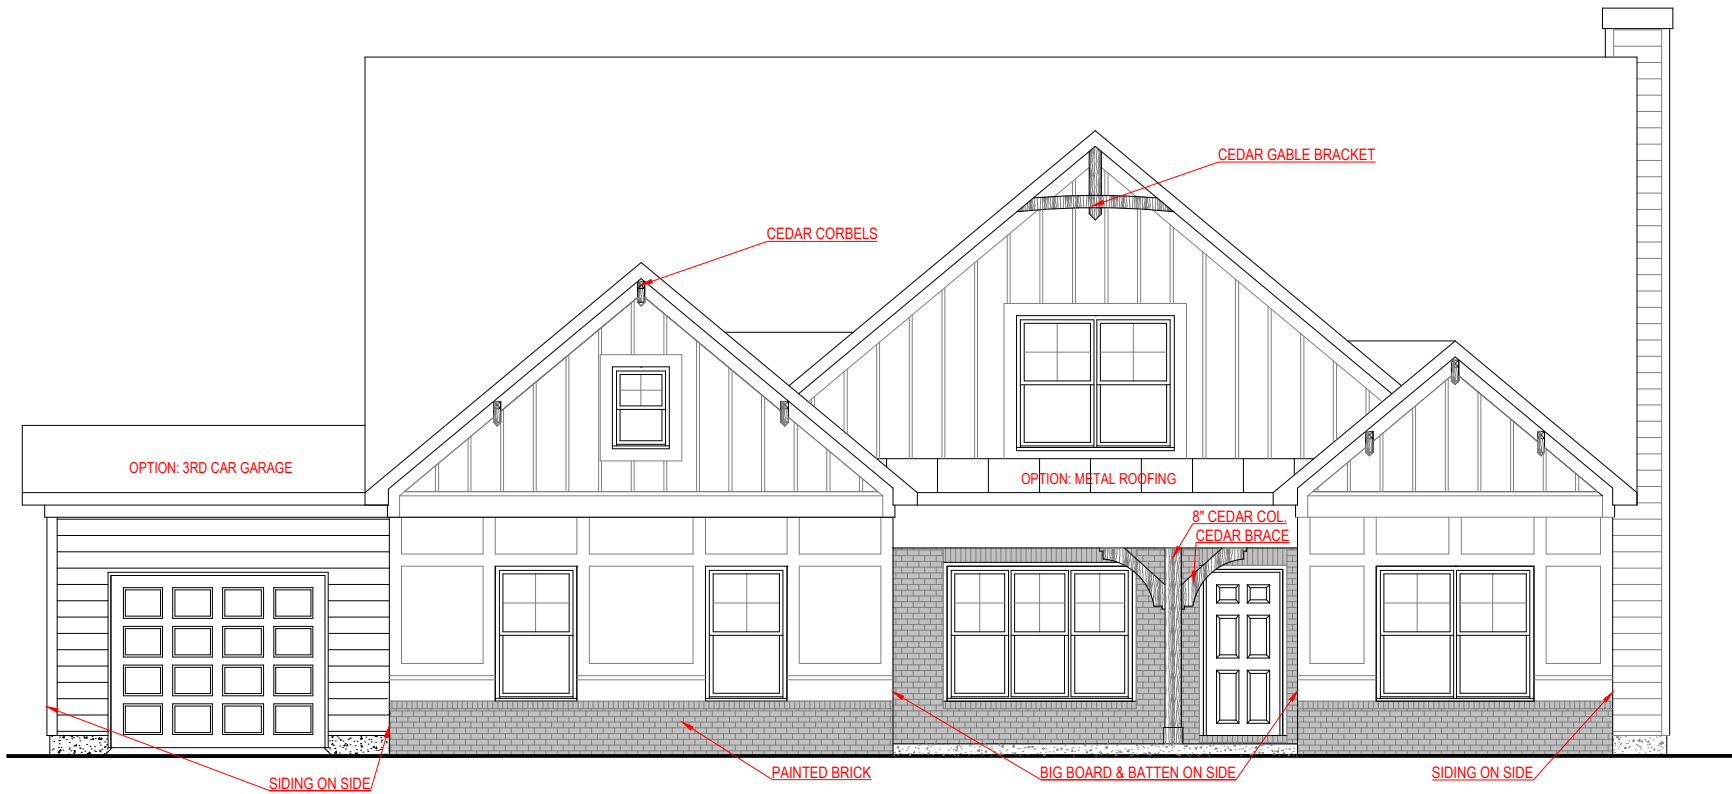 CEDAR GABLE BRACKET
CEDAR CORBELS
OPTION: 3RD CAR GARAGE
OPTION: METAL ROOFING
8" CEDAR COL.
CEDAR BRACE
SIDING ON SIDE
PAINTED BRICK
BIG BOARD & BATTEN ON SIDE
SIDING ON SIDE